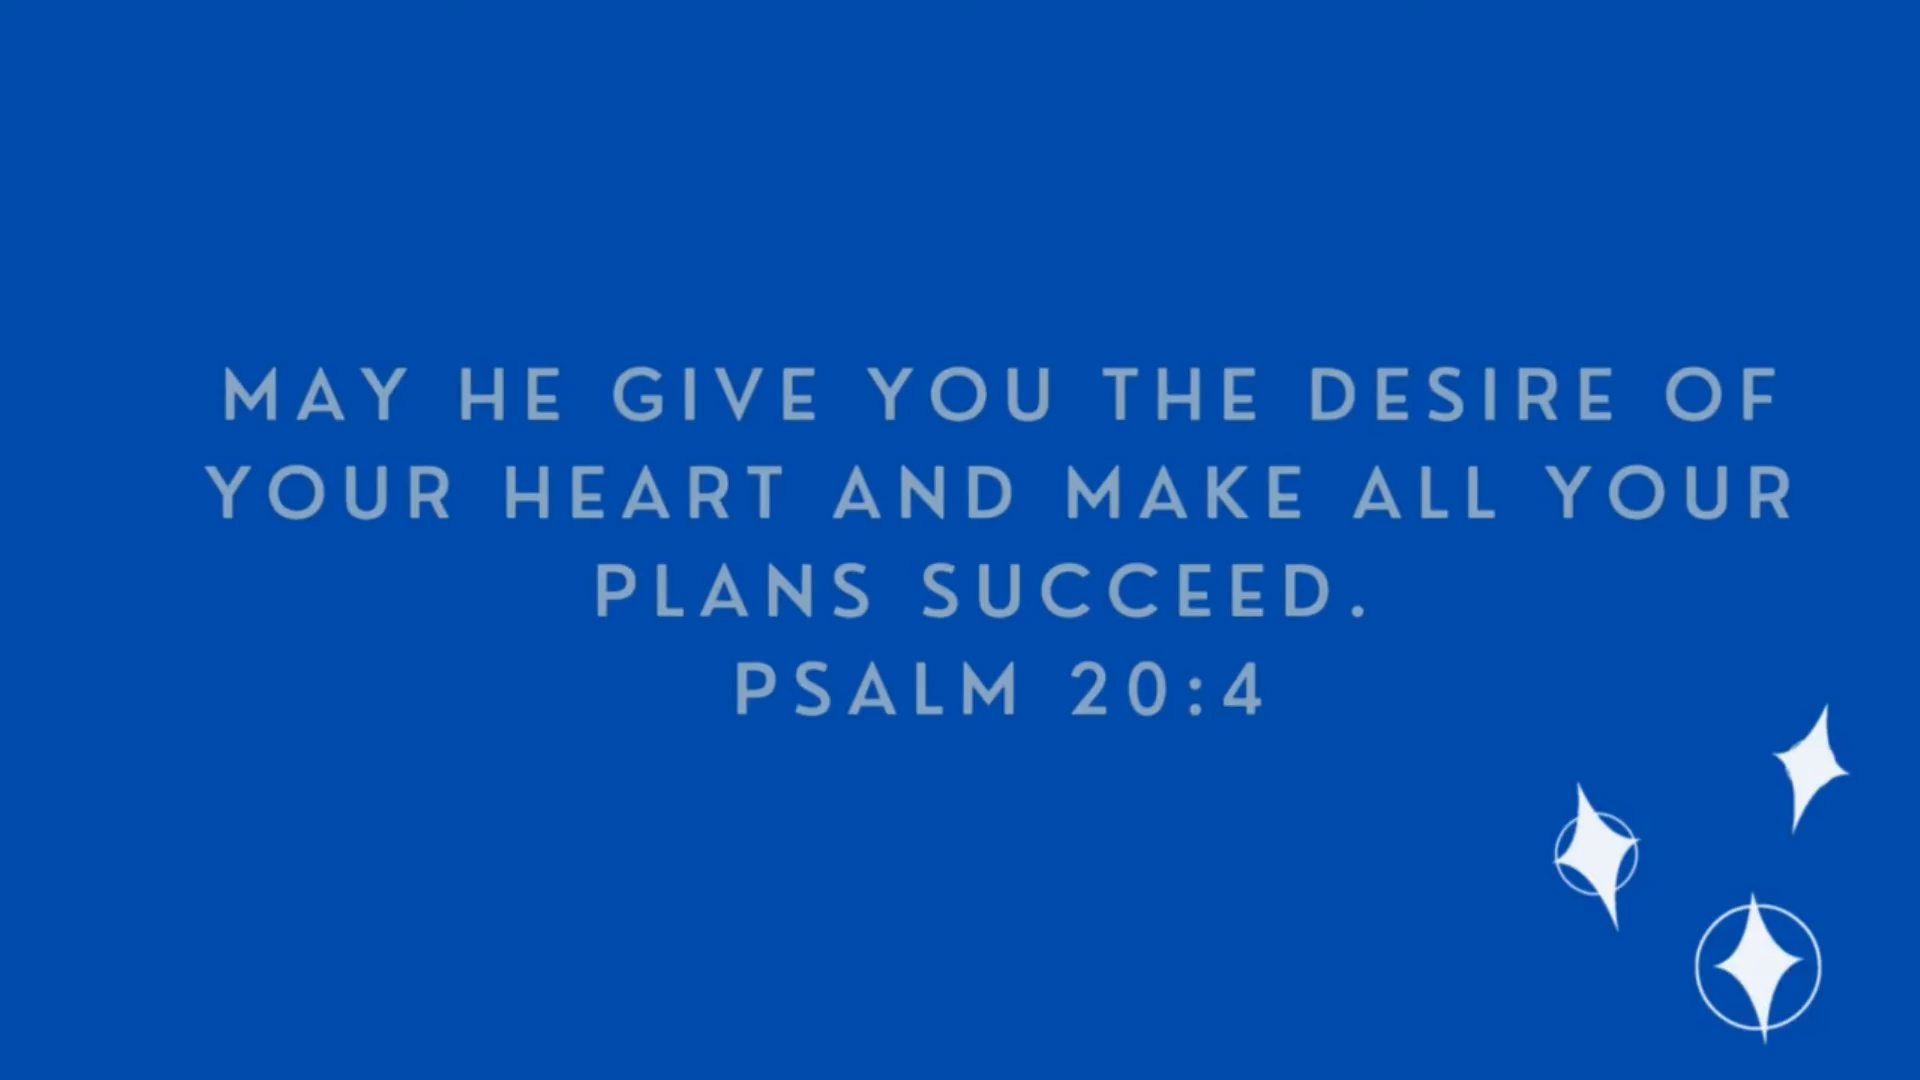 MAY HE GIVE YOU THE DESIRE OF
YOUR HEART AND MAKE ALL YOUR
PLANS SUCCEED.
PSALM 20:4